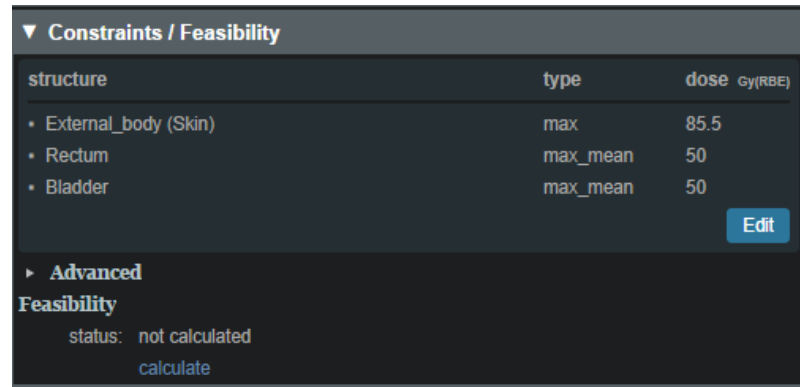 ▼ Constraints / Feasibility
structure type dose Gy(RBE)
• External_body (Skin) max 85.5
• Rectum max_mean 50
• Bladder max_mean 50
Edit
▸ Advanced
Feasibility
status: not calculated
calculate